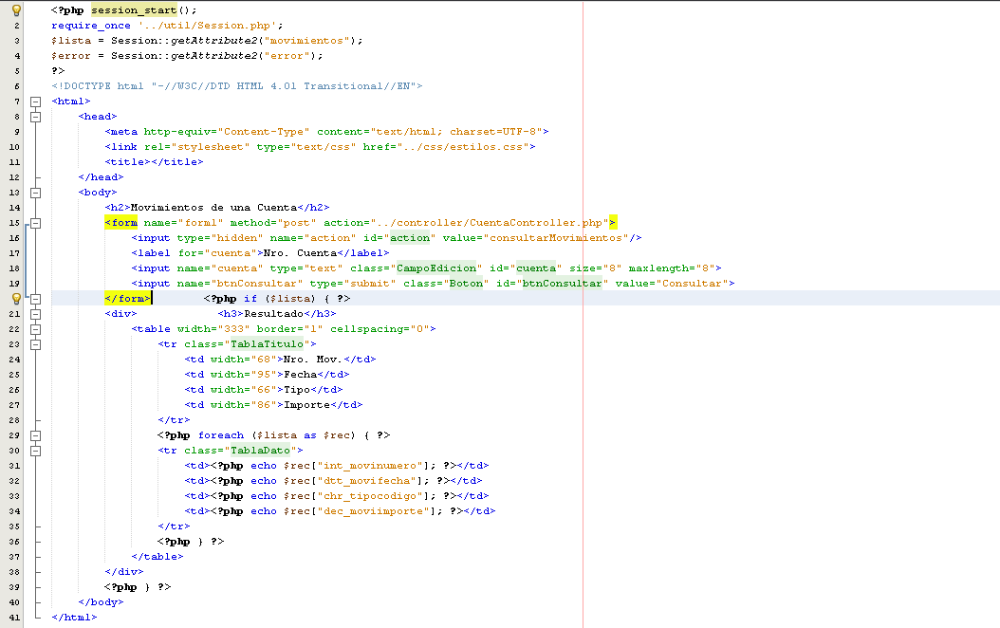 <?php session_start();
2 require_once '../util/Session.php';
3 $lista = Session::getAttribute2("movimientos");
4 $error = Session::getAttribute2("error");
5 ?>
6 <!DOCTYPE html "-//W3C//DTD HTML 4.01 Transitional//EN">
7 <html>
8 <head>
9 <meta http-equiv="Content-Type" content="text/html; charset=UTF-8">
10 <link rel="stylesheet" type="text/css" href="../css/estilos.css">
11 <title></title>
12 </head>
13 <body>
14 <h2>Movimientos de una Cuenta</h2>
15 <form name="form1" method="post" action="../controller/CuentaController.php">
16 <input type="hidden" name="action" id="action" value="consultarMovimientos"/>
17 <label for="cuenta">Nro. Cuenta</label>
18 <input name="cuenta" type="text" class="CampoEdicion" id="cuenta" size="8" maxlength="8">
19 <input name="btnConsultar" type="submit" class="Boton" id="btnConsultar" value="Consultar">
</form> <?php if ($lista) { ?>
21 <div> <h3>Resultado</h3>
22 <table width="333" border="1" cellspacing="0">
23 <tr class="TablaTitulo">
24 <td width="68">Nro. Mov.</td>
25 <td width="95">Fecha</td>
26 <td width="66">Tipo</td>
27 <td width="86">Importe</td>
28 </tr>
29 <?php foreach ($lista as $rec) { ?>
30 <tr class="TablaDato">
31 <td><?php echo $rec["int_movinumero"]; ?></td>
32 <td><?php echo $rec["dtt_movifecha"]; ?></td>
33 <td><?php echo $rec["chr_tipocodigo"]; ?></td>
34 <td><?php echo $rec["dec_moviimporte"]; ?></td>
35 </tr>
36 <?php } ?>
37 </table>
38 </div>
39 <?php } ?>
40 </body>
41 </html>